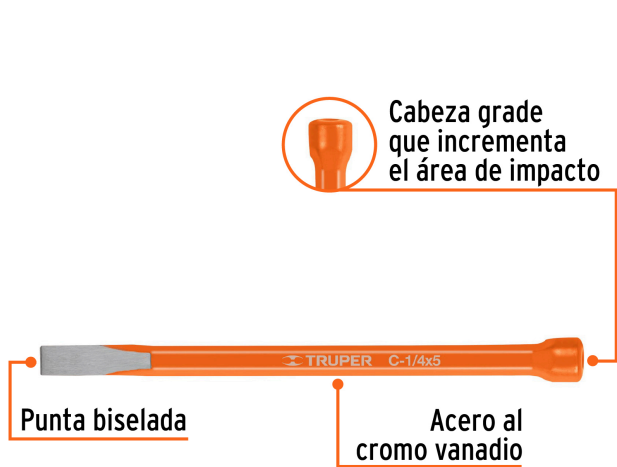 Cabeza grade
que incrementa
el área de impacto
TRUPER C-1/4x5
Punta biselada
Acero al
cromo vanadio